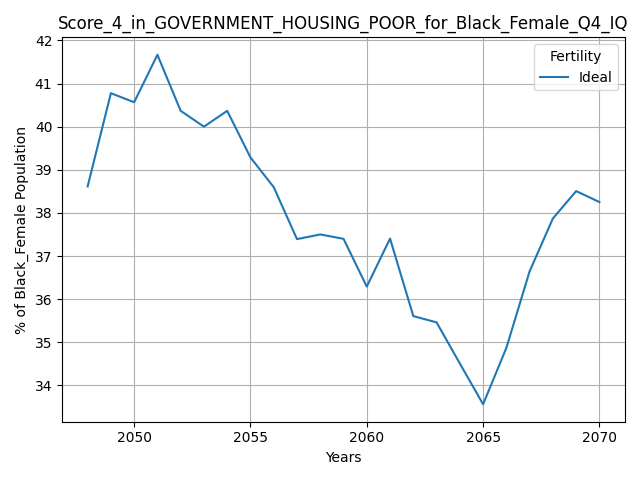 Score_4_in_GOVERNMENT_HOUSING_POOR_for_Black_Female_Q4_IQ
Fertility
Ideal
% of Black_Female Population
42
41
40
39
38
37
36
35
34
2050
2055
2060
2065
2070
Years